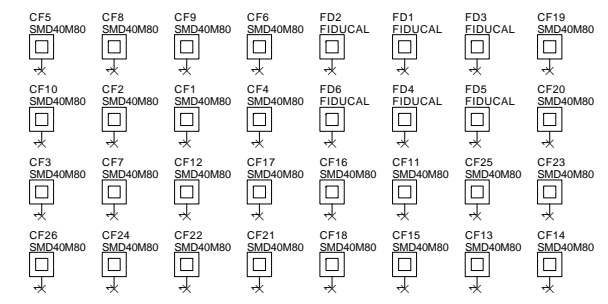 CF5 CF8 CF9 CF6 FD2 FD1 FD3 CF19
SMD40M80 SMD40M80 SMD40M80 SMD40M80 FIDUCAL FIDUCAL FIDUCAL SMD40M80
CF10 CF2 CF1 CF4 FD6 FD4 FD5 CF20
SMD40M80 SMD40M80 SMD40M80 SMD40M80 FIDUCAL FIDUCAL FIDUCAL SMD40M80
CF3 CF7 CF12 CF17 CF16 CF11 CF25 CF23
SMD40M80 SMD40M80 SMD40M80 SMD40M80 SMD40M80 SMD40M80 SMD40M80 SMD40M80
CF26 CF24 CF22 CF21 CF18 CF15 CF13 CF14
SMD40M80 SMD40M80 SMD40M80 SMD40M80 SMD40M80 SMD40M80 SMD40M80 SMD40M80